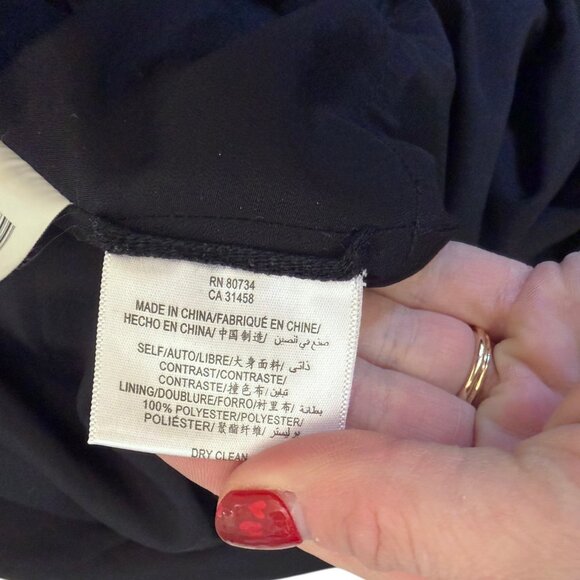 RN 80734
CA 31458
MADE IN CHINA/FABRIQUÉ EN CHINE/
HECHO EN CHINA/中国制造/ صنع في الصين
SELF/AUTO/LIBRE/大身面料/ ذاتي/
CONTRAST/CONTRASTE/
CONTRASTE/撞色布/ تباين/
LINING/DOUBLURE/FORRO/衬里布/ بطانة/
100% POLYESTER/POLYESTER/
POLIÉSTER/聚酯纤维/ بوليستر
DRY CLEAN